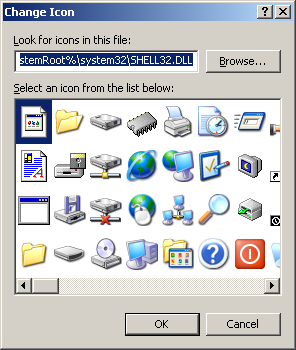 Change Icon
Look for icons in this file:
stemRoot%\system32\SHELL32.DLL
Browse...
Select an icon from the list below:
OK
Cancel